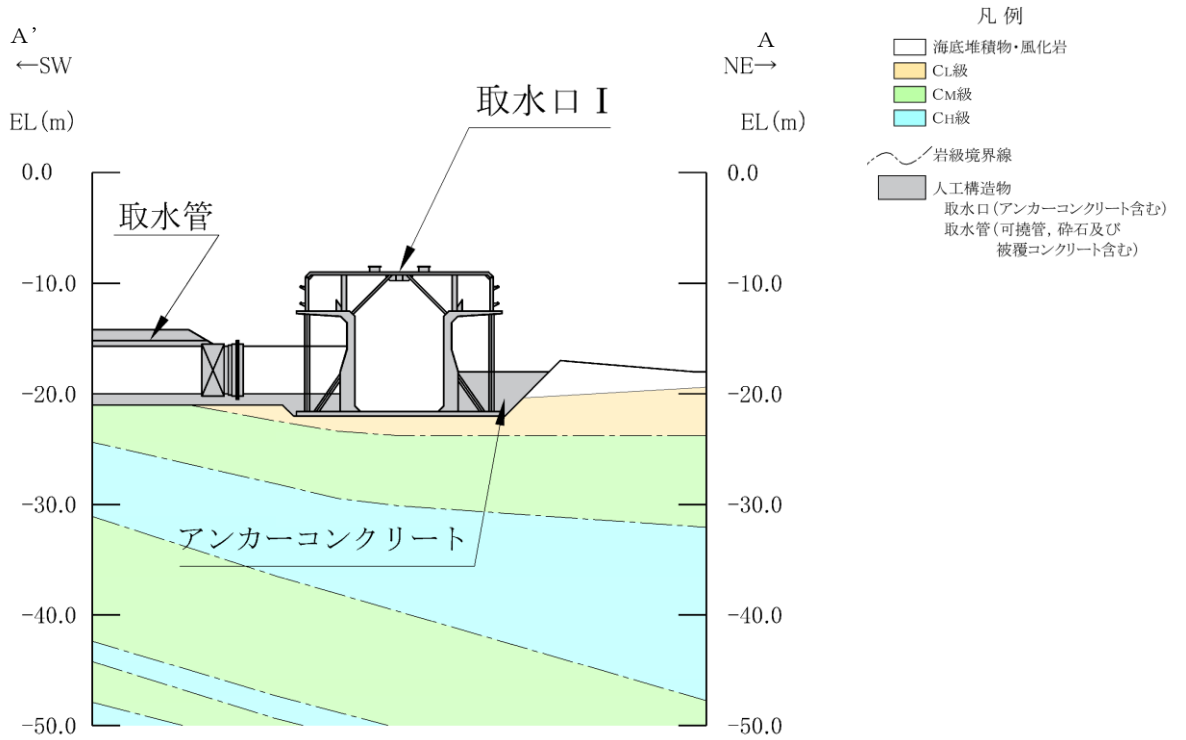 A’
←SW
A
NE→
EL(m)
EL(m)
取水口 I
取水管
アンカーコンクリート
0.0
-10.0
-20.0
-30.0
-40.0
-50.0
0.0
-10.0
-20.0
-30.0
-40.0
-50.0
凡 例
海底堆積物・風化岩
CL級
CM級
CH級
岩級境界線
人工構造物
取水口(アンカーコンクリート含む)
取水管(可撓管, 砕石及び
被覆コンクリート含む)